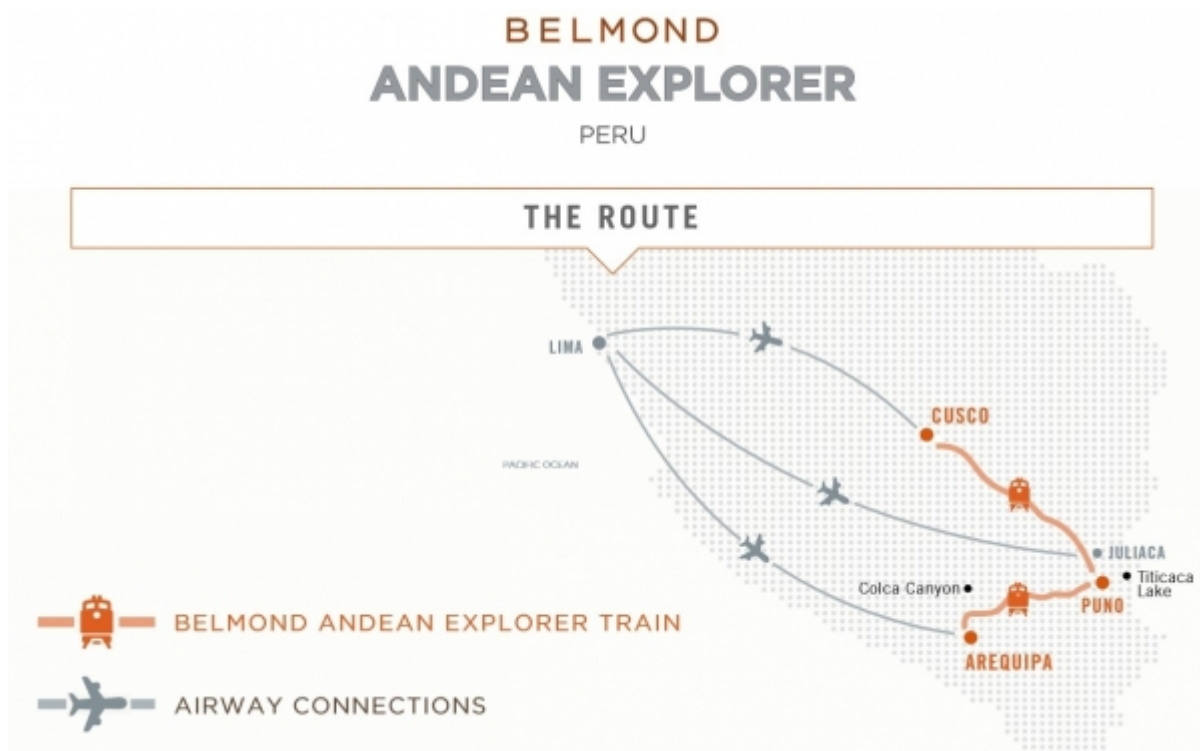 BELMOND
ANDEAN EXPLORER
PERU
THE ROUTE
LIMA
CUSCO
PACIFIC OCEAN
JULIACA
Colca Canyon
Titicaca
Lake
PUNO
BELMOND ANDEAN EXPLORER TRAIN
AREQUIPA
AIRWAY CONNECTIONS